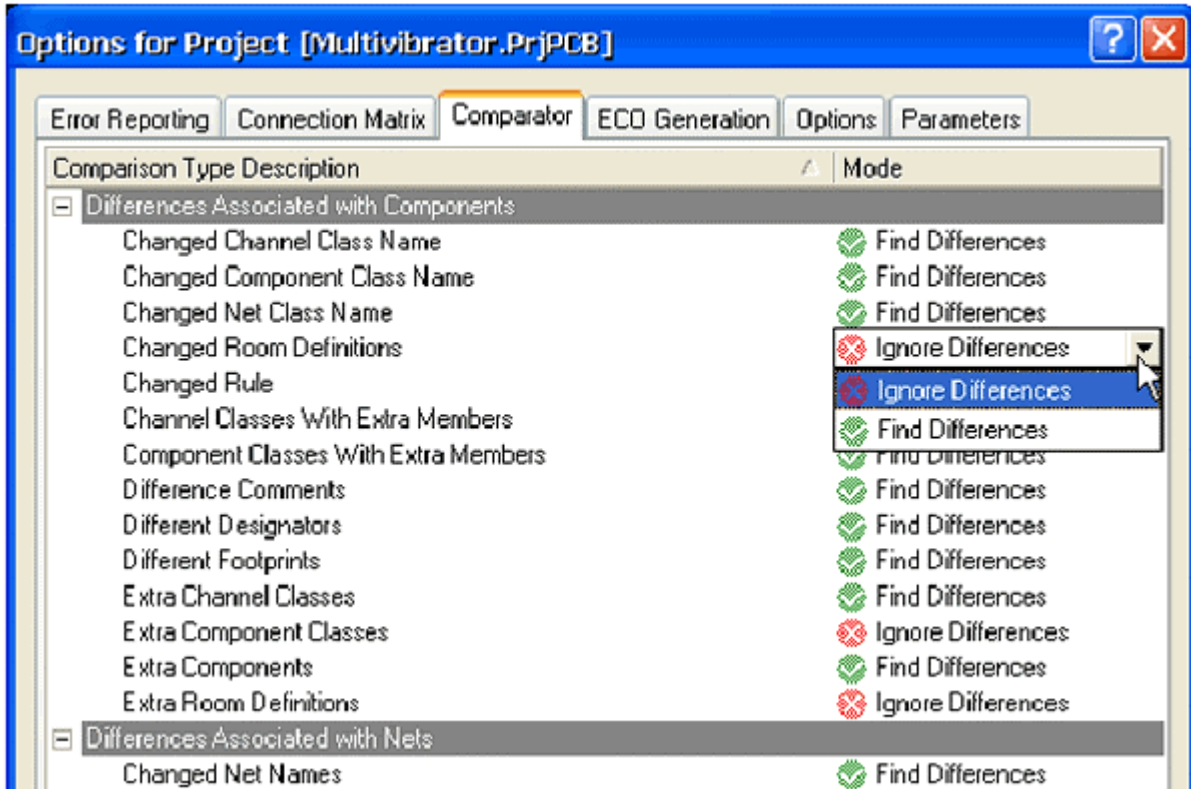 Options for Project [Multivibrator.PrjPCB]
Error Reporting Connection Matrix Comparator ECO Generation Options Parameters
Comparison Type Description Mode
Differences Associated with Components
Changed Channel Class Name Find Differences
Changed Component Class Name Find Differences
Changed Net Class Name Find Differences
Changed Room Definitions Ignore Differences
Changed Rule Ignore Differences
Channel Classes With Extra Members Find Differences
Component Classes With Extra Members Find Differences
Difference Comments Find Differences
Different Designators Find Differences
Different Footprints Find Differences
Extra Channel Classes Find Differences
Extra Component Classes Ignore Differences
Extra Components Find Differences
Extra Room Definitions Ignore Differences
Differences Associated with Nets
Changed Net Names Find Differences